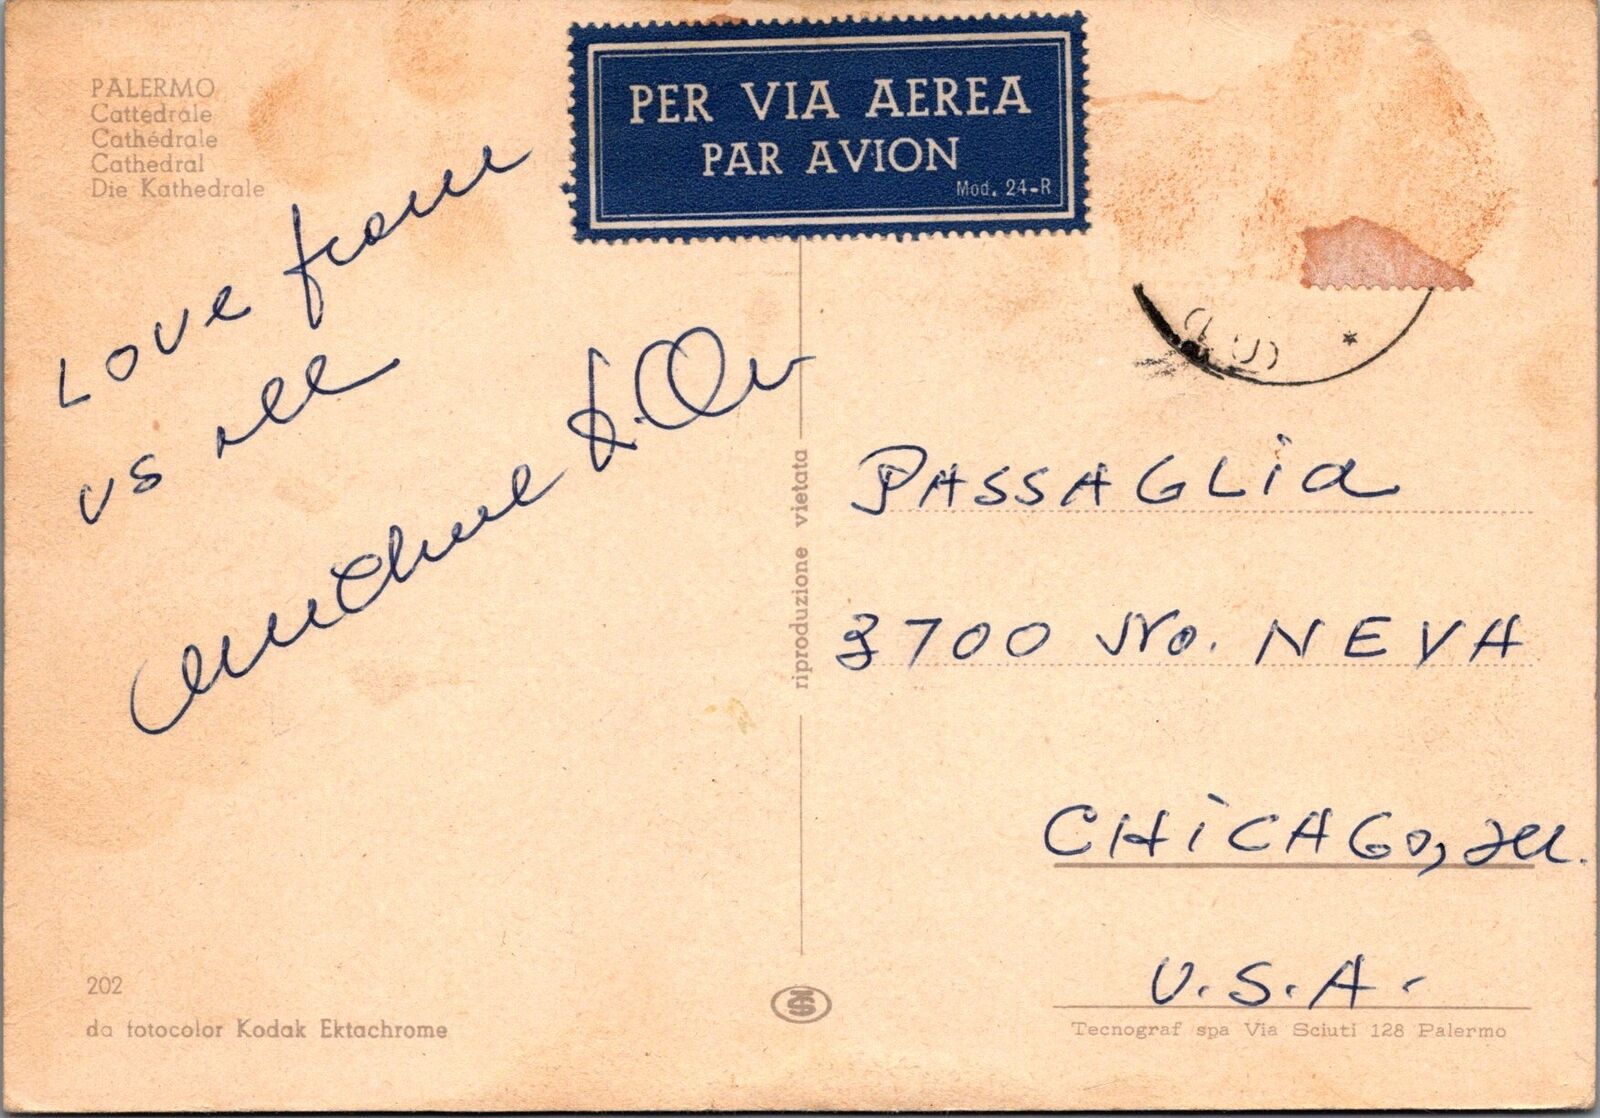 PALERMO
Cattedrale
Cathédrale
Cathedral
Die Kathedrale
PER VIA AEREA
PAR AVION
Mod. 24-R
Love from
us all
riproduzione vietata
PASSAGLia
3700 No. NEVA
CHiCAGo, Ill.
U.S.A.
202
da fotocolor Kodak Ektachrome
Tecnograf spa Via Sciuti 128 Palermo